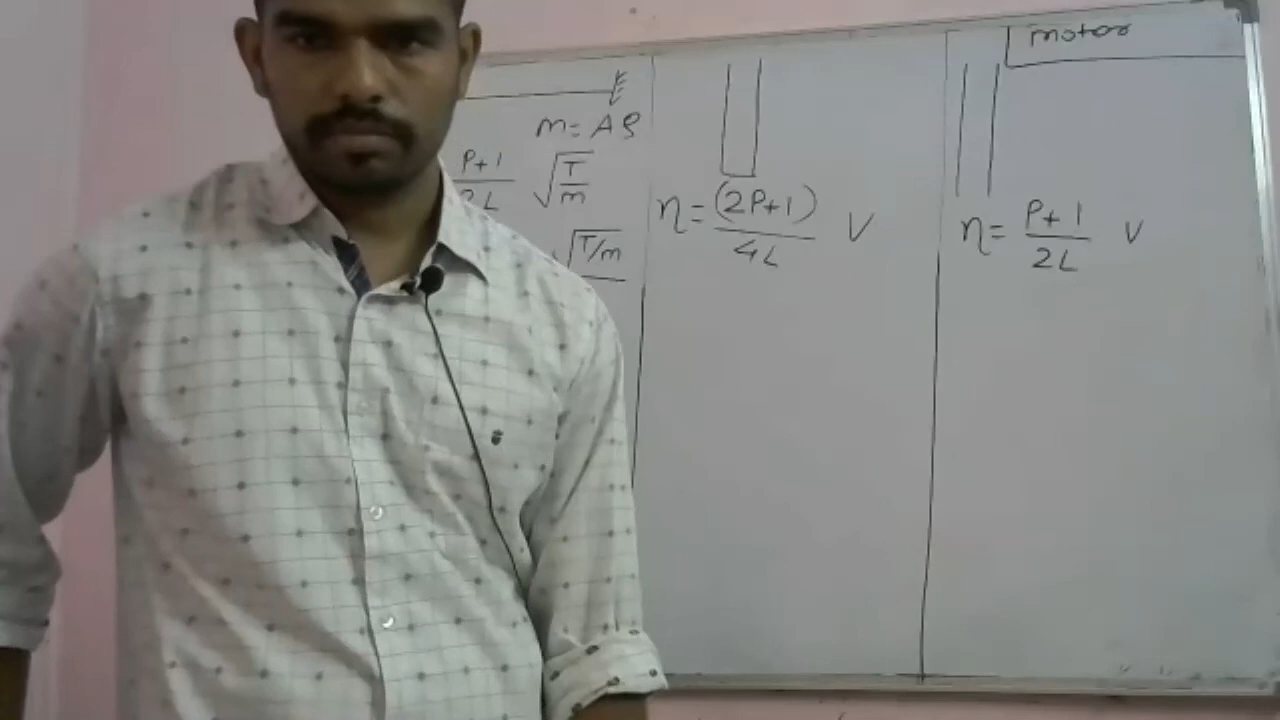 m = Aρ
P+1 / 2L √T/m
√T/m
n = (2P+1) / 4L v
motor
n = P+1 / 2L v